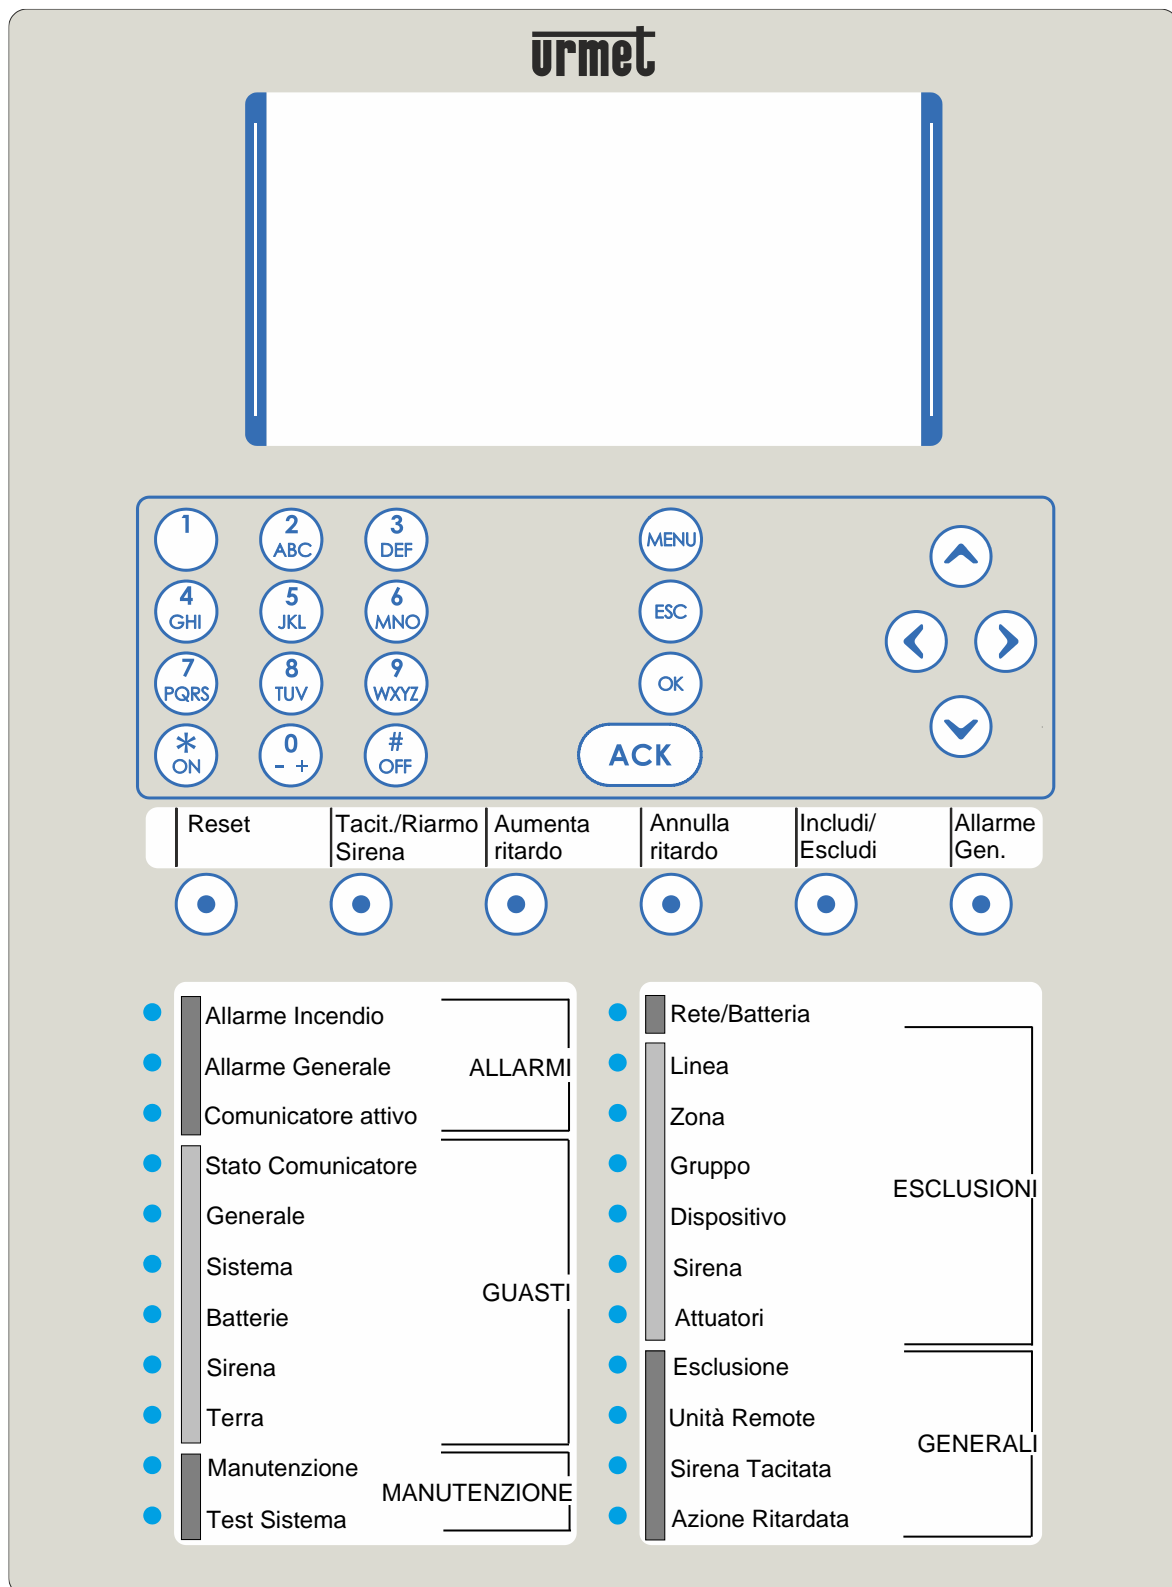 urmet
1
2
ABC
3
DEF
MENU
4
GHI
5
JKL
6
MNO
ESC
7
PQRS
8
TUV
9
WXYZ
OK
*
ON
0
- +
#
OFF
ACK
Reset
Tacit./Riarmo
Sirena
Aumenta
ritardo
Annulla
ritardo
Includi/
Escludi
Allarme
Gen.
Allarme Incendio
Allarme Generale
ALLARMI
Comunicatore attivo
Stato Comunicatore
Generale
Sistema
GUASTI
Batterie
Sirena
Terra
Manutenzione
MANUTENZIONE
Test Sistema
Rete/Batteria
Linea
Zona
Gruppo
ESCLUSIONI
Dispositivo
Sirena
Attuatori
Esclusione
Unità Remote
GENERALI
Sirena Tacitata
Azione Ritardata